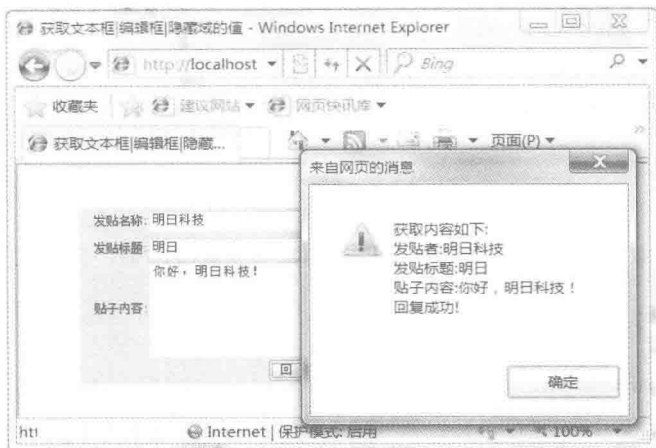 获取文本框|编辑框|隐藏域的值 - Windows Internet Explorer
http://localhost
Bing
收藏夹
建议网站
网页快讯库
获取文本框|编辑框|隐藏...
页面(P)
来自网页的消息
发贴名称: 明日科技
发贴标题: 明日
你好，明日科技！
贴子内容:
回
获取内容如下:
发贴者:明日科技
发贴标题:明日
贴子内容:你好，明日科技！
回复成功!
确定
Internet | 保护模式: 启用
100%